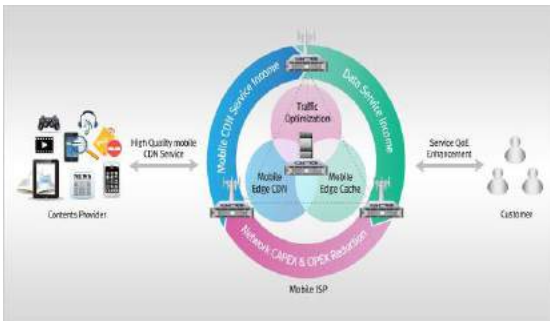 Mobile CDN Service Income
Data Service Income
Traffic
Optimization
High Quality mobile
CDN Service
Service QoE
Enhancement
NEWS
Mobile
Edge CDN
Mobile
Edge Cache
Contents Provider
Customer
Network CAPEX & OPEX Reduction
Mobile ISP